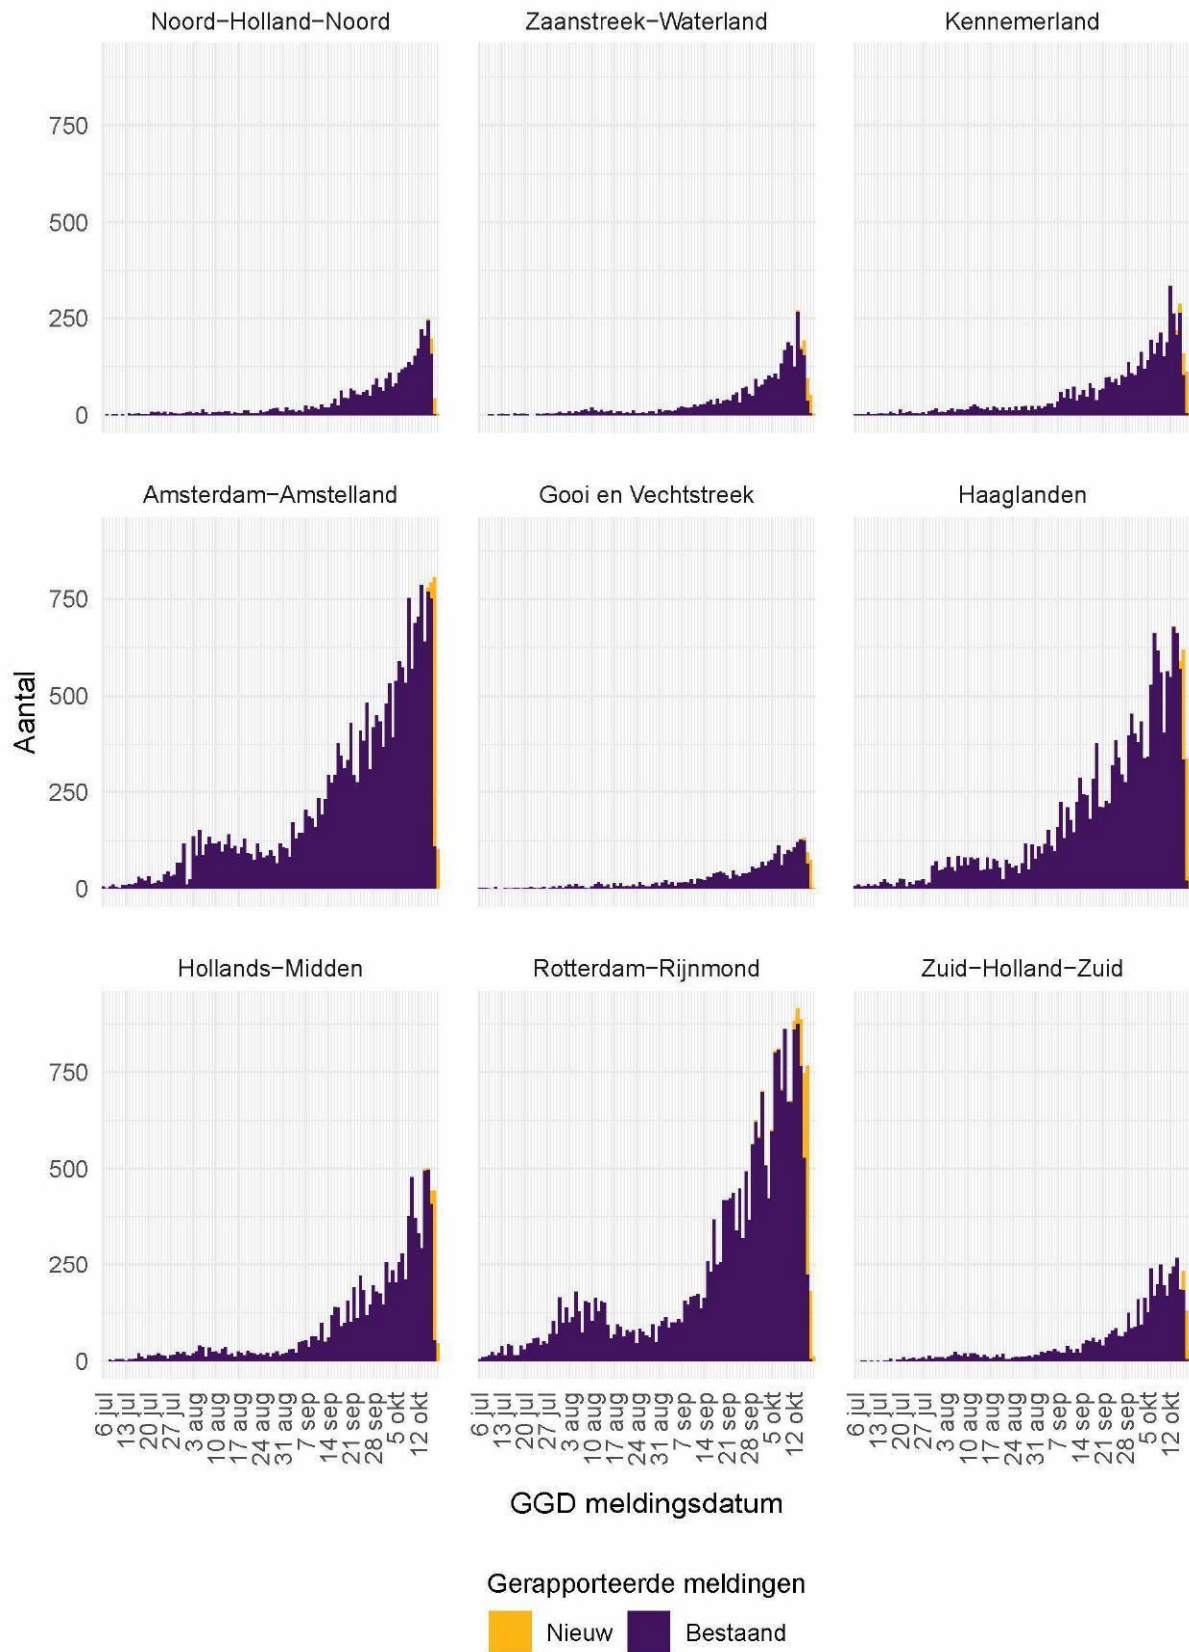 Noord−Holland−Noord
Zaanstreek−Waterland
Kennemerland
750
500
250
0
Amsterdam−Amstelland
Gooi en Vechtstreek
Haaglanden
750
500
250
0
Aantal
Hollands−Midden
Rotterdam−Rijnmond
Zuid−Holland−Zuid
750
500
250
0
6 jul
13 jul
20 jul
27 jul
3 aug
10 aug
17 aug
24 aug
31 aug
7 sep
14 sep
21 sep
28 sep
5 okt
12 okt
6 jul
13 jul
20 jul
27 jul
3 aug
10 aug
17 aug
24 aug
31 aug
7 sep
14 sep
21 sep
28 sep
5 okt
12 okt
6 jul
13 jul
20 jul
27 jul
3 aug
10 aug
17 aug
24 aug
31 aug
7 sep
14 sep
21 sep
28 sep
5 okt
12 okt
GGD meldingsdatum
Gerapporteerde meldingen
Nieuw
Bestaand